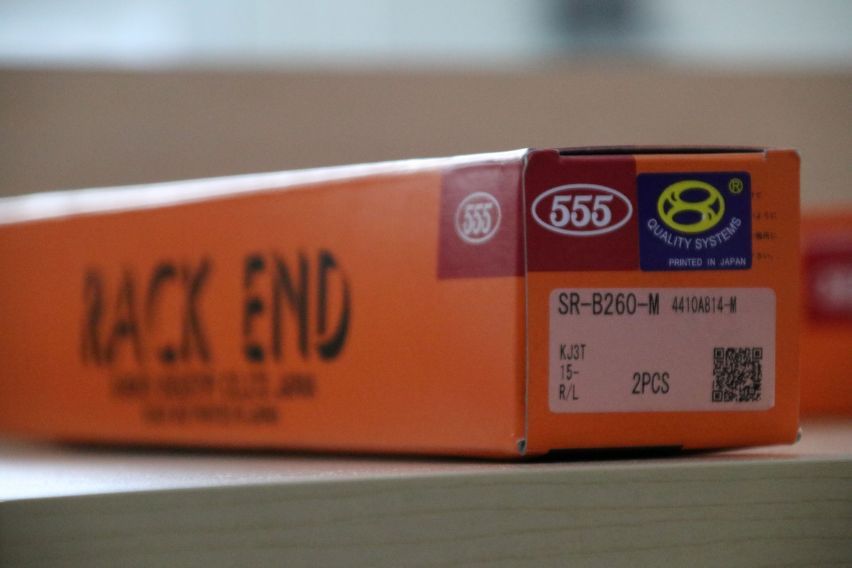 RACK END
555
555
®
QUALITY SYSTEMS
PRINTED IN JAPAN
SR-B260-M 4410A814-M
KJ3T
15-
R/L
2PCS